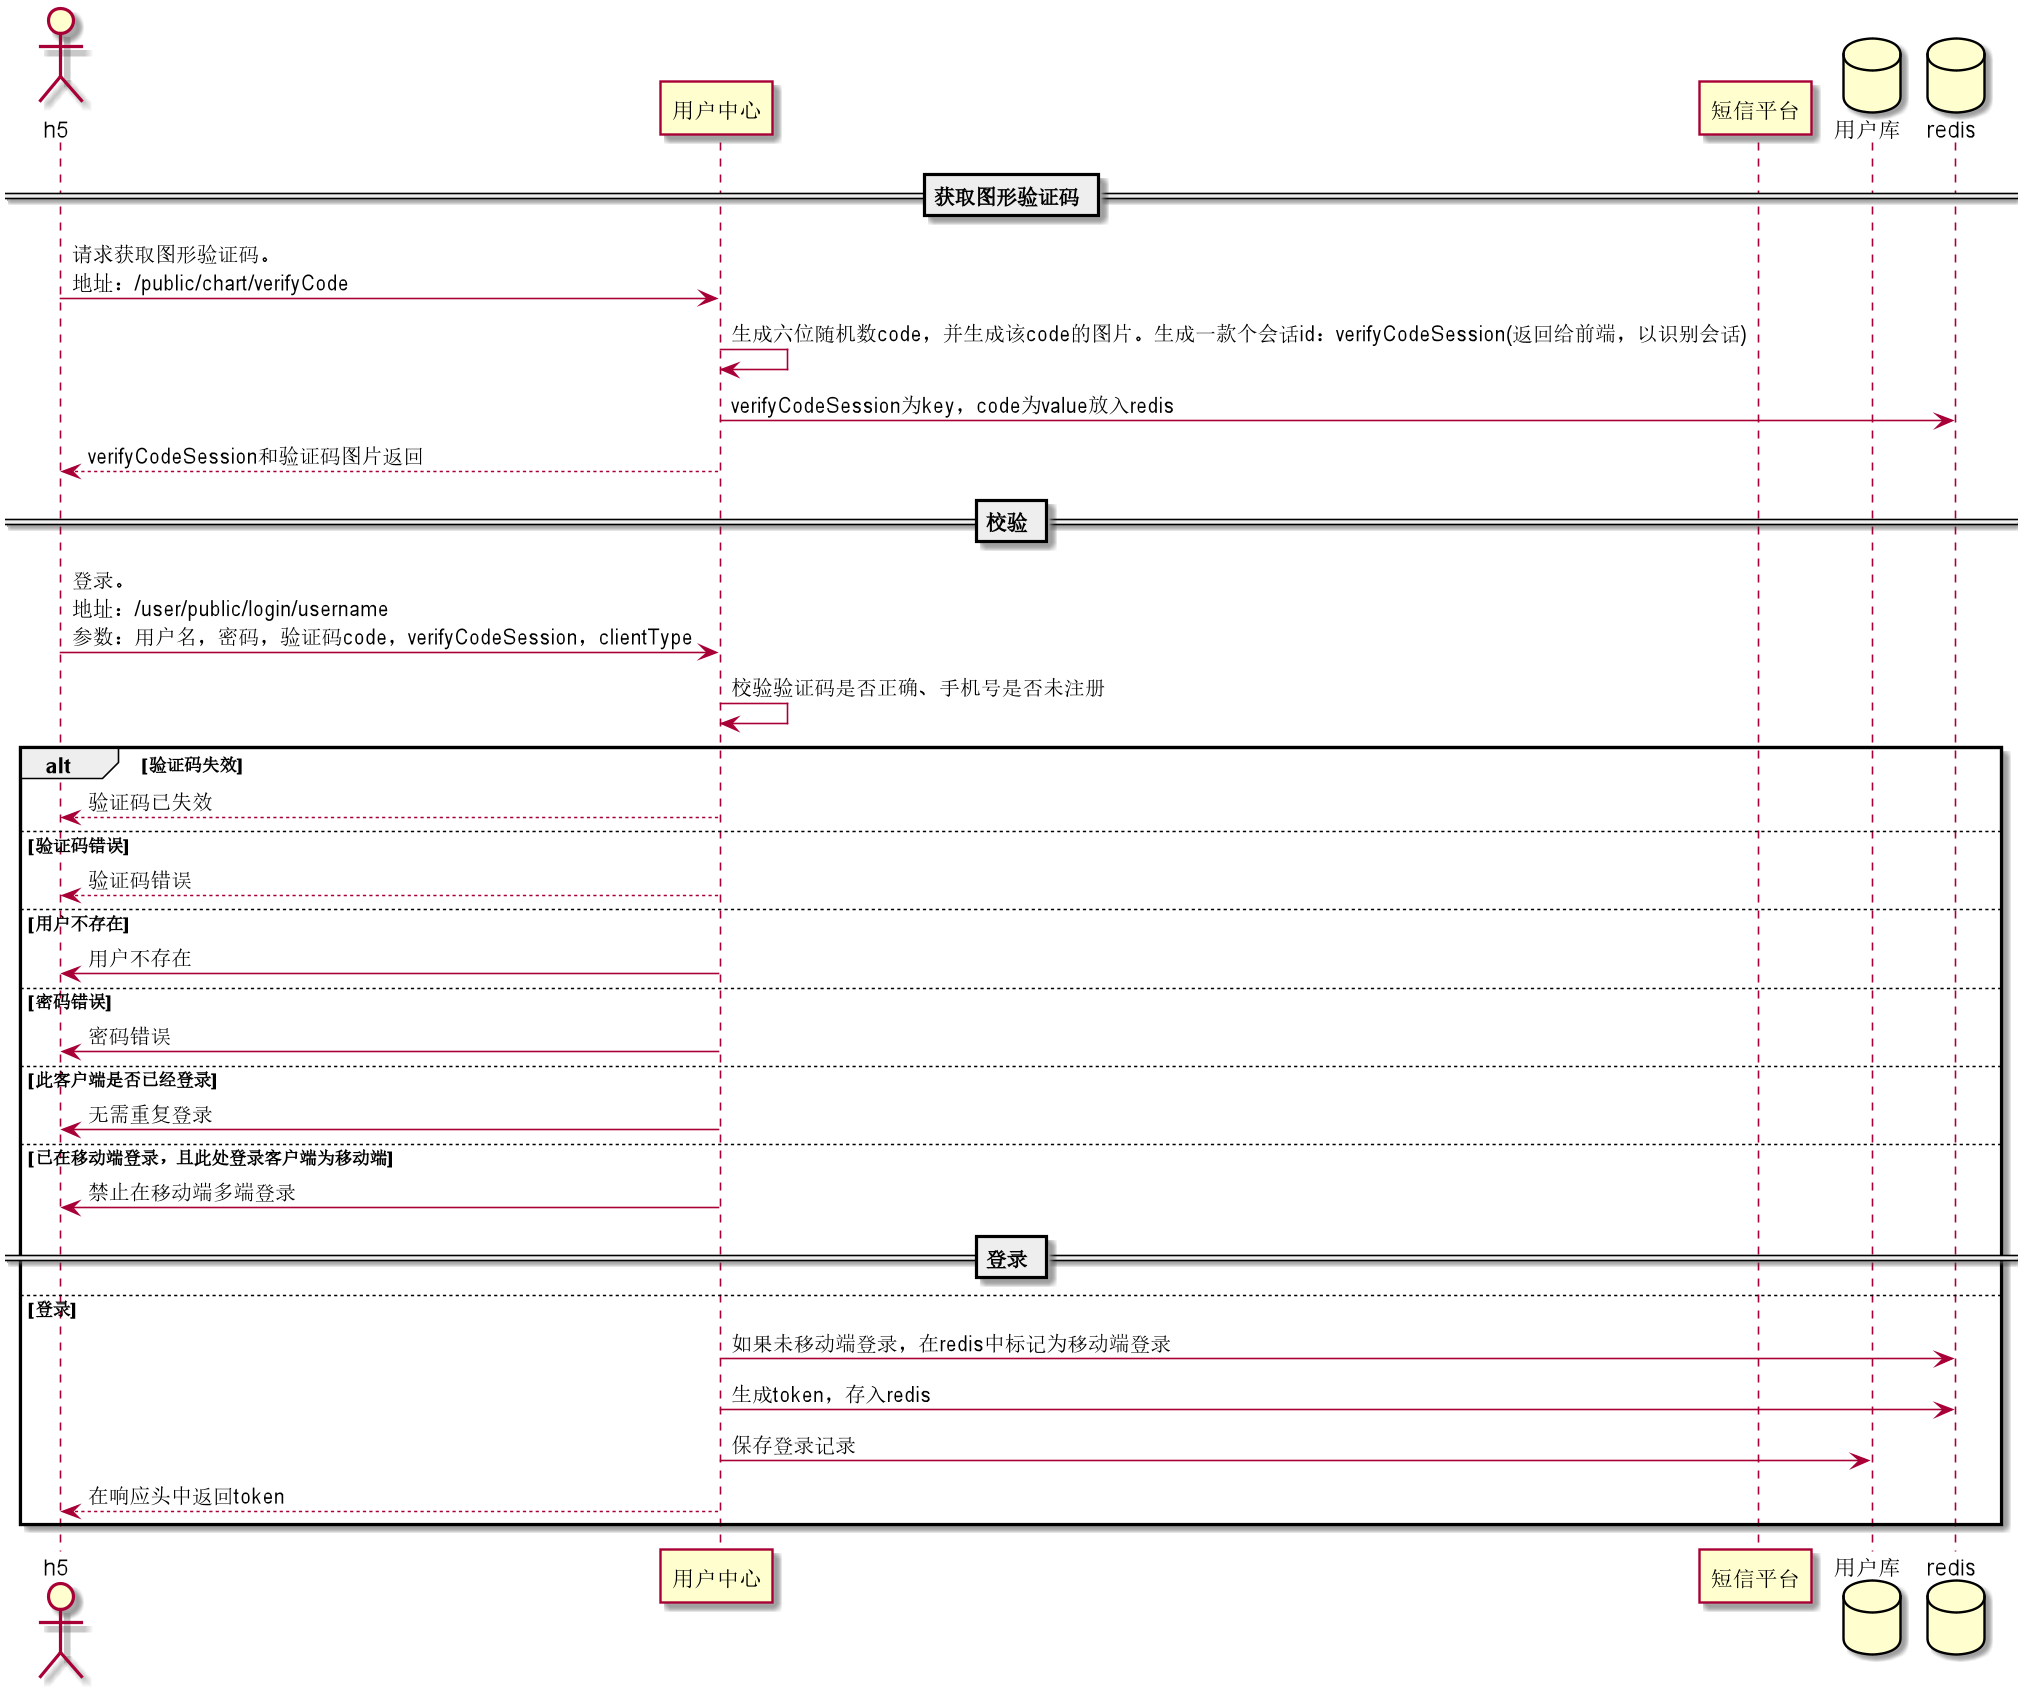 h5
用户中心
短信平台
用户库
redis
获取图形验证码
请求获取图形验证码。
地址：/public/chart/verifyCode
生成六位随机数code，并生成该code的图片。生成一款个会话id：verifyCodeSession(返回给前端，以识别会话)
verifyCodeSession为key，code为value放入redis
verifyCodeSession和验证码图片返回
校验
登录。
地址：/user/public/login/username
参数：用户名，密码，验证码code，verifyCodeSession，clientType
校验验证码是否正确、手机号是否未注册
alt [验证码失效]
验证码已失效
[验证码错误]
验证码错误
[用户不存在]
用户不存在
[密码错误]
密码错误
[此客户端是否已经登录]
无需重复登录
[已在移动端登录，且此处登录客户端为移动端]
禁止在移动端多端登录
登录
[登录]
如果未移动端登录，在redis中标记为移动端登录
生成token，存入redis
保存登录记录
在响应头中返回token
h5
用户中心
短信平台
用户库
redis